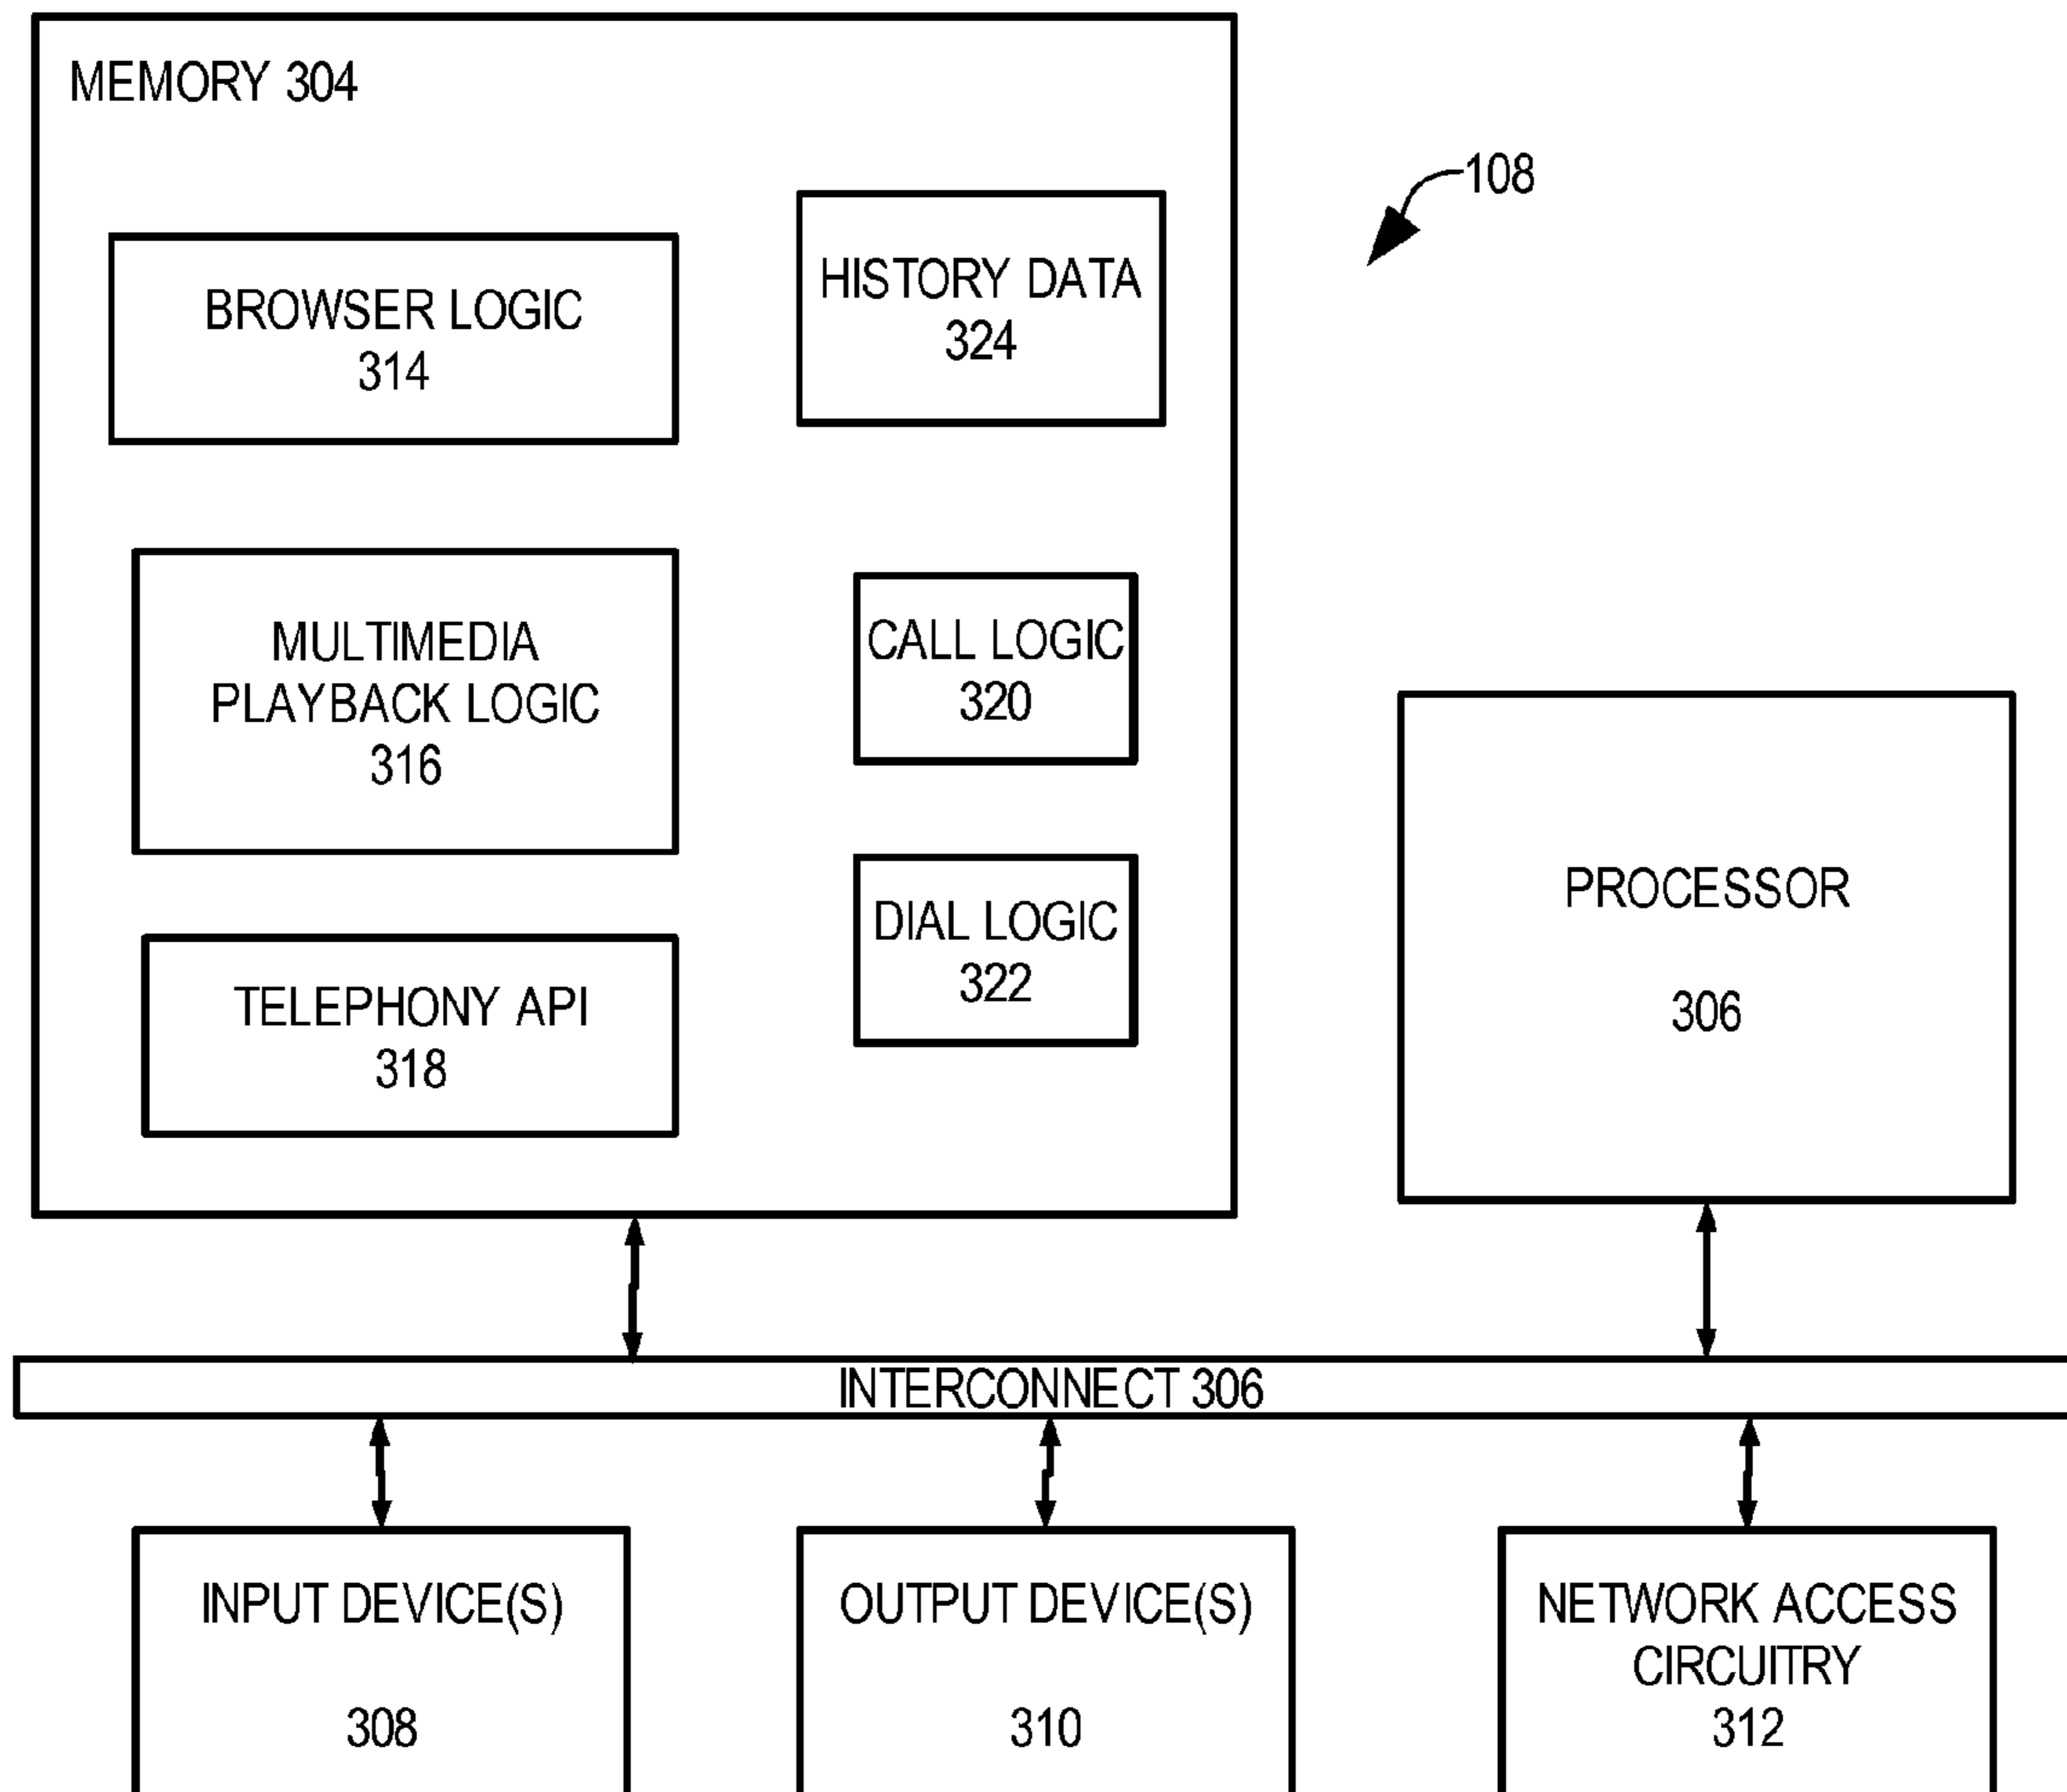 MEMORY 304
108
HISTORY DATA
324
BROWSER LOGIC
314
MULTIMEDIA
PLAYBACK LOGIC
316
CALL LOGIC
320
DIAL LOGIC
322
TELEPHONY API
318
PROCESSOR
306
INTERCONNECT 306
INPUT DEVICE(S)
308
OUTPUT DEVICE(S)
310
NETWORK ACCESS
CIRCUITRY
312